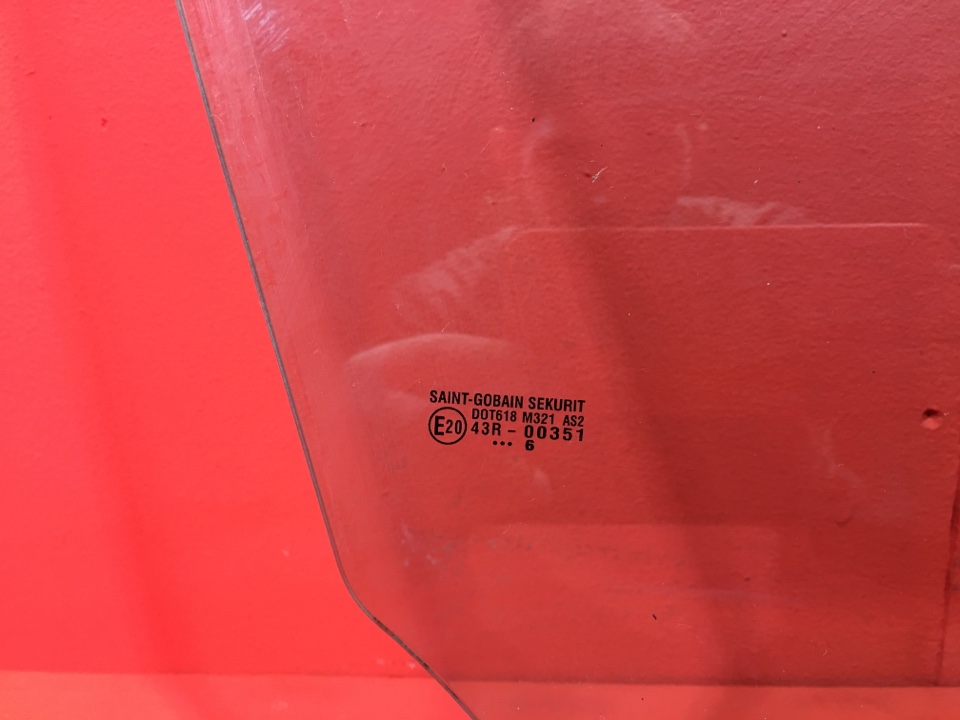 SAINT-GOBAIN SEKURIT
DOT618 M321 AS2
E20 43R - 00351
... 6